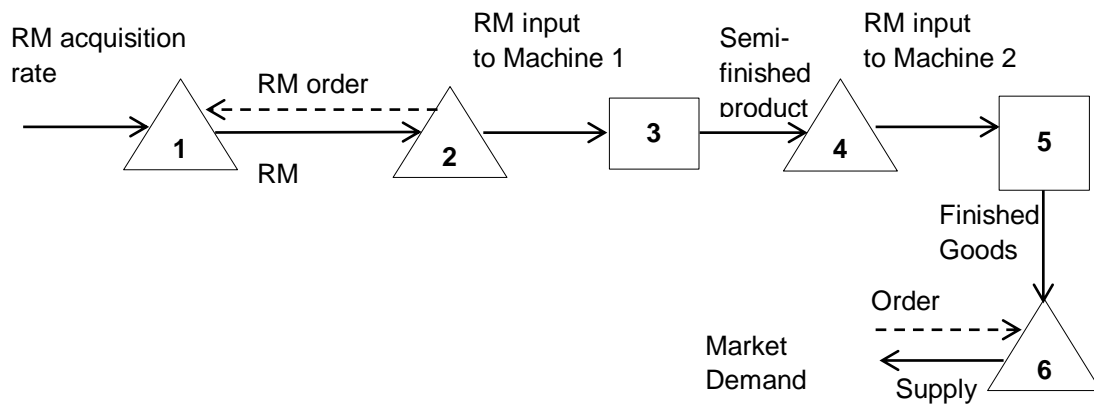 RM acquisition
rate
RM order
RM
RM input
to Machine 1
Semi-
finished
product
RM input
to Machine 2
1
2
3
4
5
Finished
Goods
Order
Market
Demand
Supply
6